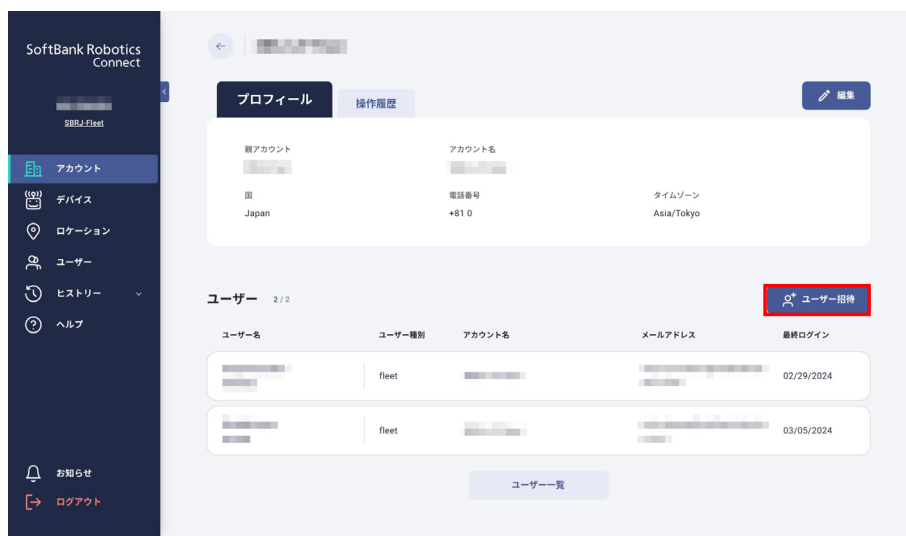 SoftBank Robotics
Connect
SBRJ-Fleet
アカウント
デバイス
ロケーション
ユーザー
ヒストリー
ヘルプ
お知らせ
ログアウト
プロフィール
操作履歴
編集
親アカウント
アカウント名
国
電話番号
タイムゾーン
Japan
+81 0
Asia/Tokyo
ユーザー 2 / 2
ユーザー招待
ユーザー名
ユーザー種別
アカウント名
メールアドレス
最終ログイン
fleet
02/29/2024
fleet
03/05/2024
ユーザー一覧